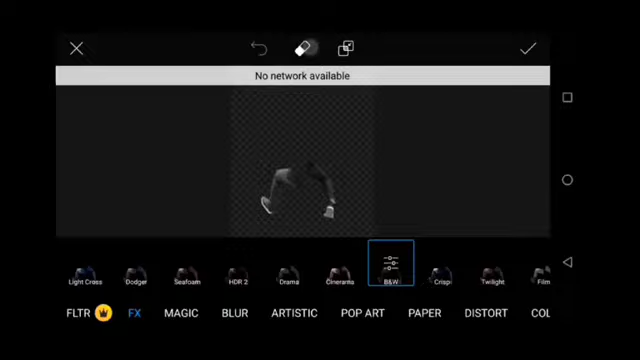 No network available
Light Cross Dodger Seafoam HDR 2 Drama Cinerama B&W Crisp Twilight Film
FLTR FX MAGIC BLUR ARTISTIC POP ART PAPER DISTORT COL